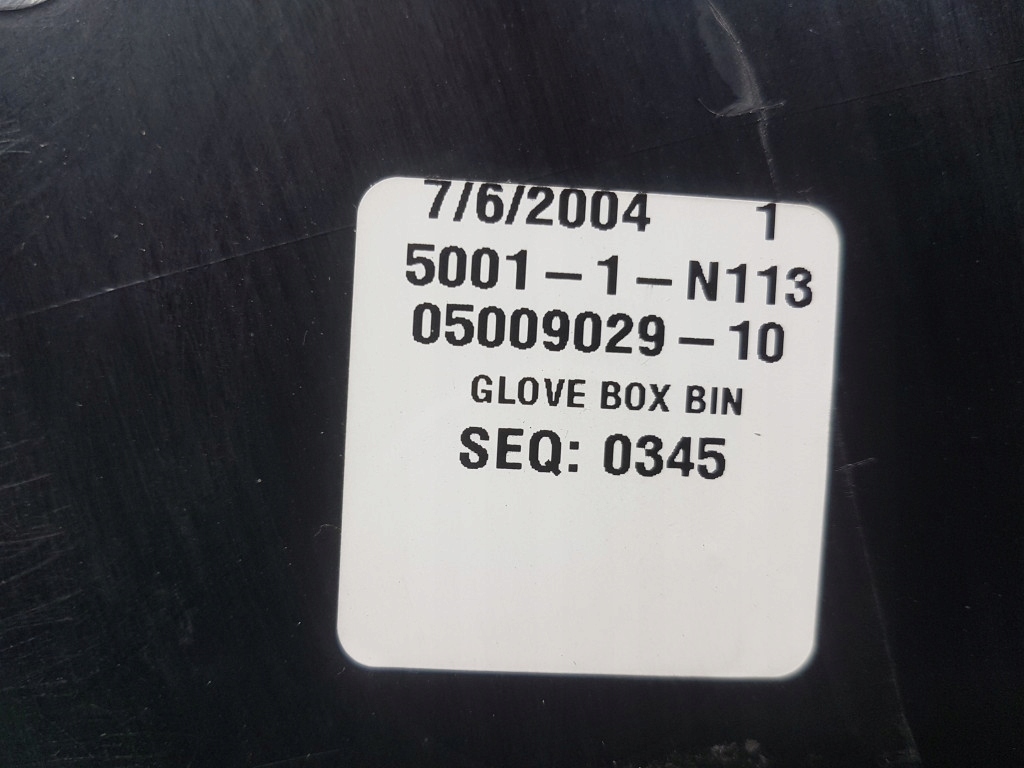 7/6/2004 1
5001-1-N113
05009029-10
GLOVE BOX BIN
SEQ: 0345